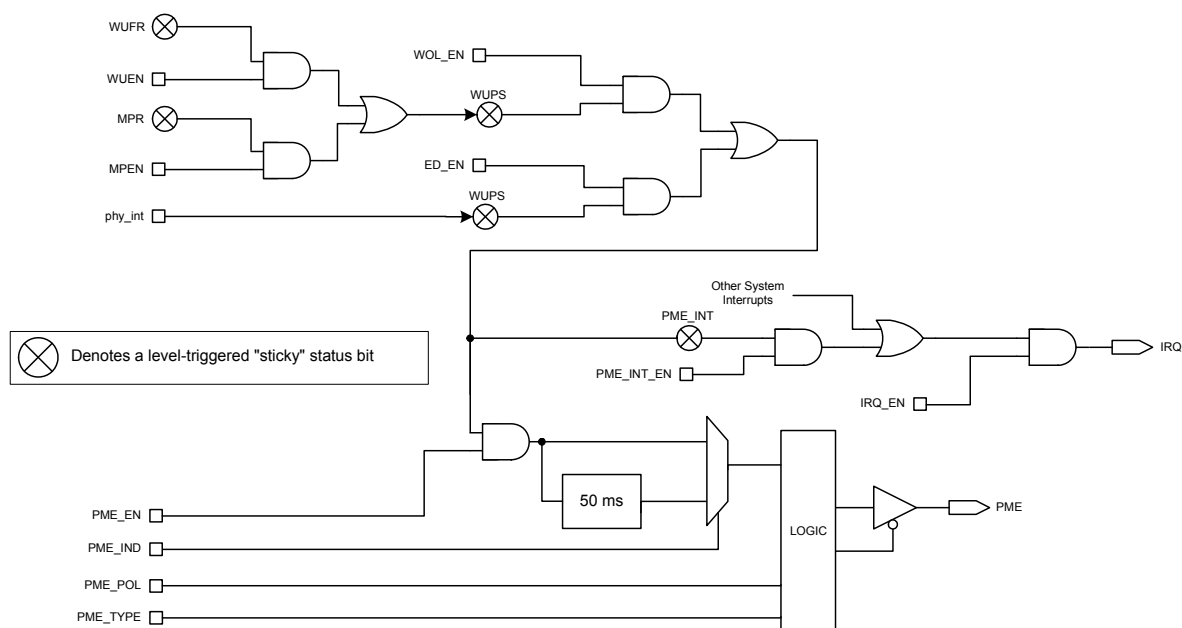 WUFR
WUEN
MPR
MPEN
phy_int
WOL_EN
WUPS
ED_EN
WUPS
Other System
Interrupts
PME_INT
PME_INT_EN
IRQ_EN
IRQ
Denotes a level-triggered "sticky" status bit
50 ms
LOGIC
PME
PME_EN
PME_IND
PME_POL
PME_TYPE